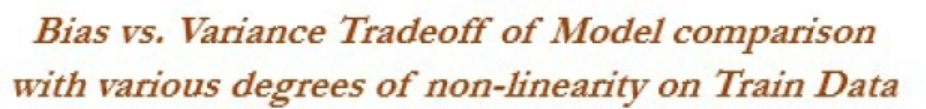 Bias vs. Variance Tradeoff of Model comparison
with various degrees of non-linearity on Train Data